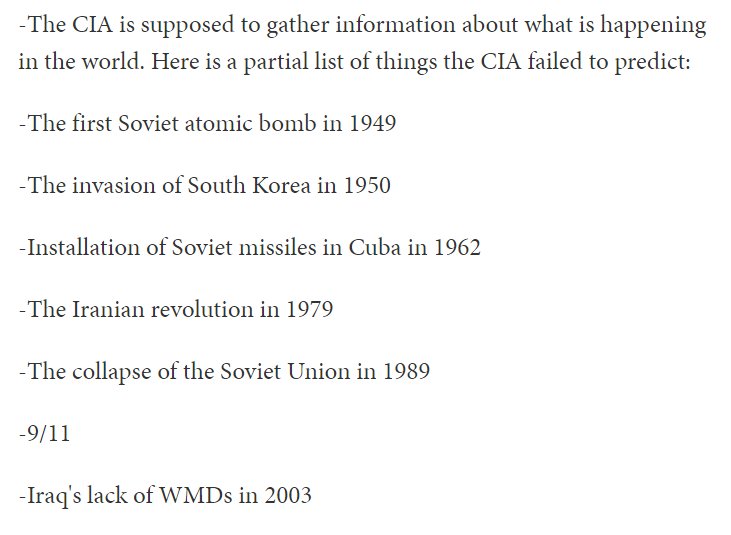 -The CIA is supposed to gather information about what is happening
in the world. Here is a partial list of things the CIA failed to predict:
-The first Soviet atomic bomb in 1949
-The invasion of South Korea in 1950
-Installation of Soviet missiles in Cuba in 1962
-The Iranian revolution in 1979
-The collapse of the Soviet Union in 1989
-9/11
-Iraq's lack of WMDs in 2003